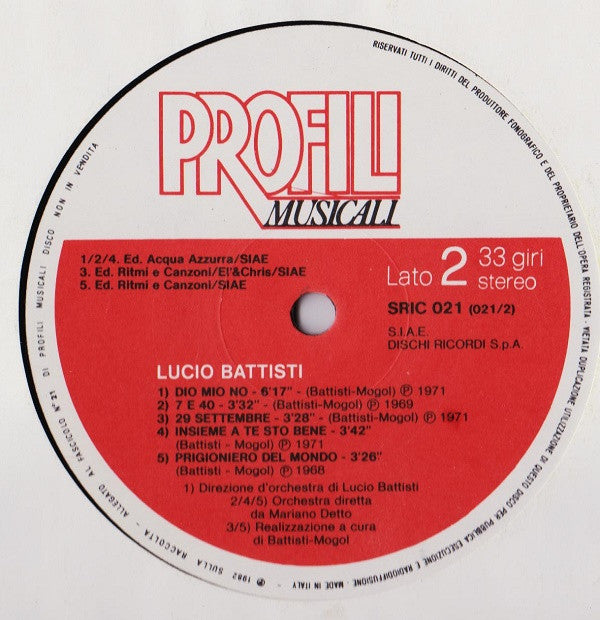 PROFILI
MUSICALI
1/2/4. Ed. Acqua Azzurra/SIAE
3. Ed. Ritmi e Canzoni/El'&Chris/SIAE
5. Ed. Ritmi e Canzoni/SIAE
Lato 2 33 giri stereo
SRIC 021 (021/2)
S.I.A.E.
DISCHI RICORDI S.p.A.
LUCIO BATTISTI
1) DIO MIO NO - 6'17" - (Battisti-Mogol) Ⓟ 1971
2) 7 E 40 - 3'32" - (Battisti-Mogol) Ⓟ 1969
3) 29 SETTEMBRE - 3'28" - (Battisti-Mogol) Ⓟ 1971
4) INSIEME A TE STO BENE - 3'42"
(Battisti - Mogol) Ⓟ 1971
5) PRIGIONIERO DEL MONDO - 3'26"
(Battisti - Mogol) Ⓟ 1968
1) Direzione d'orchestra di Lucio Battisti
2/4/5) Orchestra diretta
da Mariano Detto
3/5) Realizzazione a cura
di Battisti-Mogol
RISERVATI TUTTI I DIRITTI DEL PRODUTTORE FONOGRAFICO E DEL PROPRIETARIO DELL'OPERA REGISTRATA - VIETATA DUPLICAZIONE UTILIZZAZIONE DI QUESTO DISCO PER PUBBLICA ESECUZIONE E RADIODIFFUSIONE - MADE IN ITALY - Ⓟ 1982 SULLA RACCOLTA - ALLEGATO AL FASCICOLO N° 21 DI PROFILI MUSICALI DISCO NON IN VENDITA